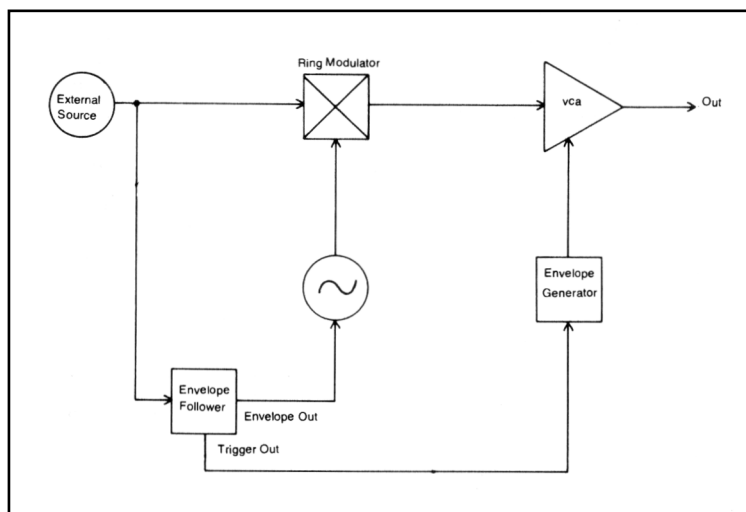 Ring Modulator
External
Source
vca
Out
Envelope
Generator
Envelope
Follower
Envelope Out
Trigger Out